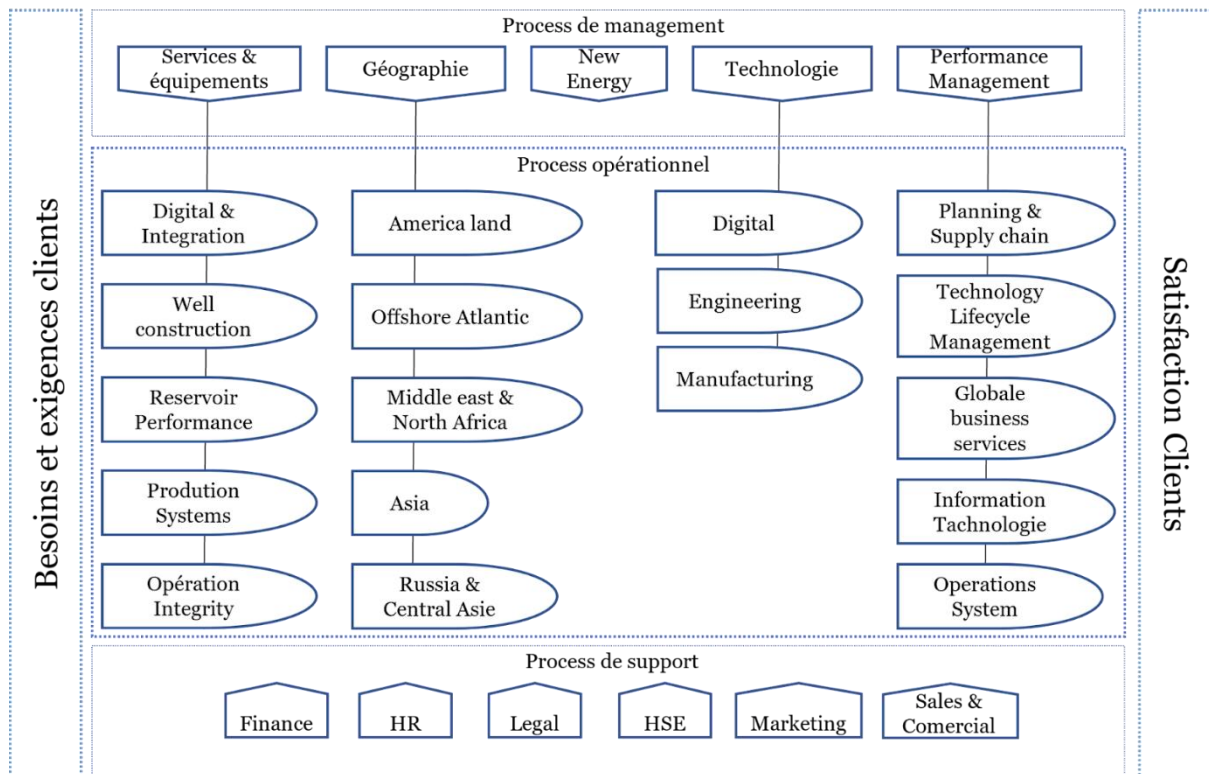 Besoins et exigences clients
Process de management
Services &
équipements
Géographie
New
Energy
Technologie
Performance
Management
Process opérationnel
Digital &
Integration
Well
construction
Reservoir
Performance
Prodution
Systems
Opération
Integrity
America land
Offshore Atlantic
Middle east &
North Africa
Asia
Russia &
Central Asie
Digital
Engineering
Manufacturing
Planning &
Supply chain
Technology
Lifecycle
Management
Globale
business
services
Information
Tachnologie
Operations
System
Process de support
Finance
HR
Legal
HSE
Marketing
Sales &
Comercial
Satisfaction Clients